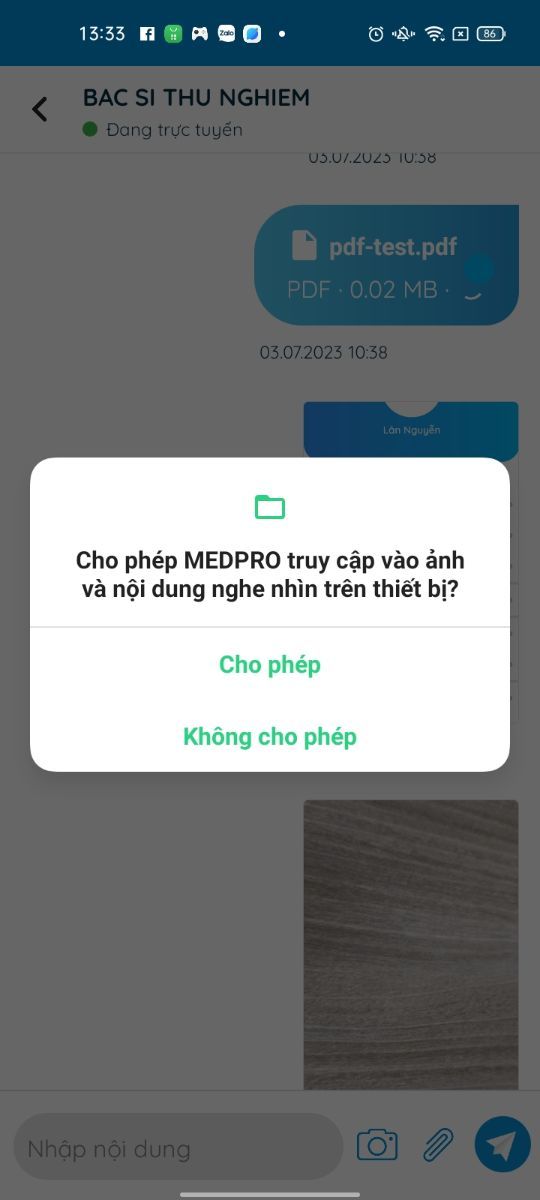 13:33
Zalo
86
BAC SI THU NGHIEM
Đang trực tuyến
03.07.2023 10:38
pdf-test.pdf
PDF · 0.02 MB ·
03.07.2023 10:38
Lân Nguyễn
Cho phép MEDPRO truy cập vào ảnh
và nội dung nghe nhìn trên thiết bị?
Cho phép
Không cho phép
Nhập nội dung